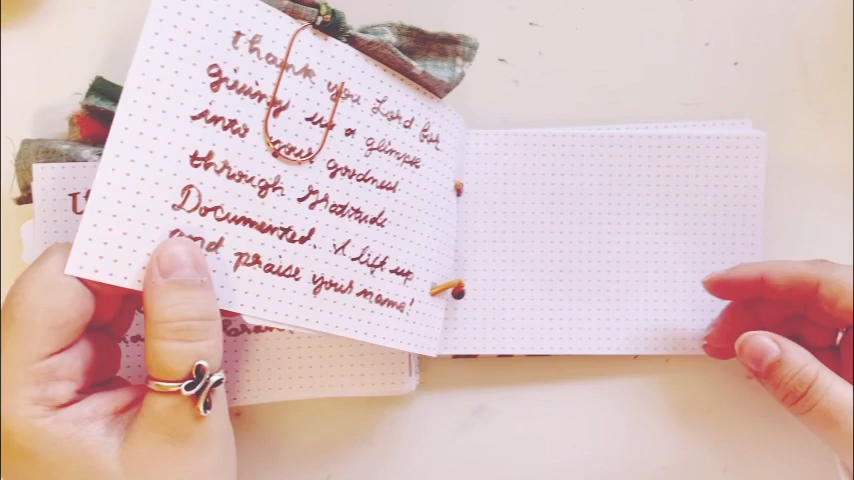 thank you Lord for
giving us a glimpse
into your goodness
through Gratitude
Documented. I lift up
and praise your name!